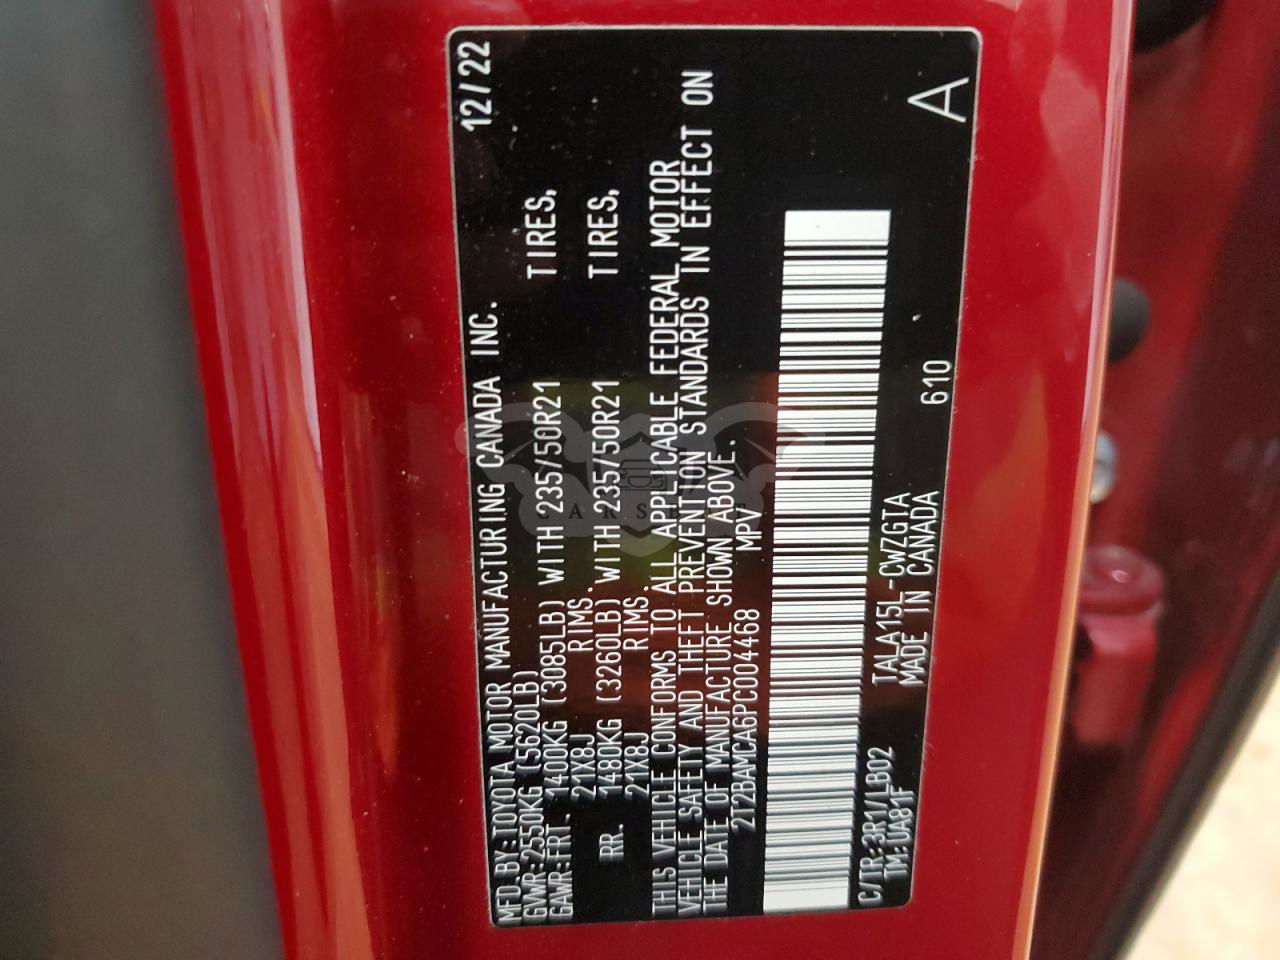 MFD. BY: TOYOTA MOTOR MANUFACTURING CANADA INC. 12/22
GVWR: 2550KG (5620LB)
GAWR: FRT. 1400KG (3085LB) WITH 235/50R21 TIRES,
21X8J RIMS.
RR. 1480KG (3260LB) WITH 235/50R21 TIRES,
21X8J RIMS.
THIS VEHICLE CONFORMS TO ALL APPLICABLE FEDERAL MOTOR
VEHICLE SAFETY AND THEFT PREVENTION STANDARDS IN EFFECT ON
THE DATE OF MANUFACTURE SHOWN ABOVE.
2T2BAMCA6PC004468 MPV
C/TR: 3R1/LB02 TALA15L-CWZGTA 610 A
TM: UA81F MADE IN CANADA